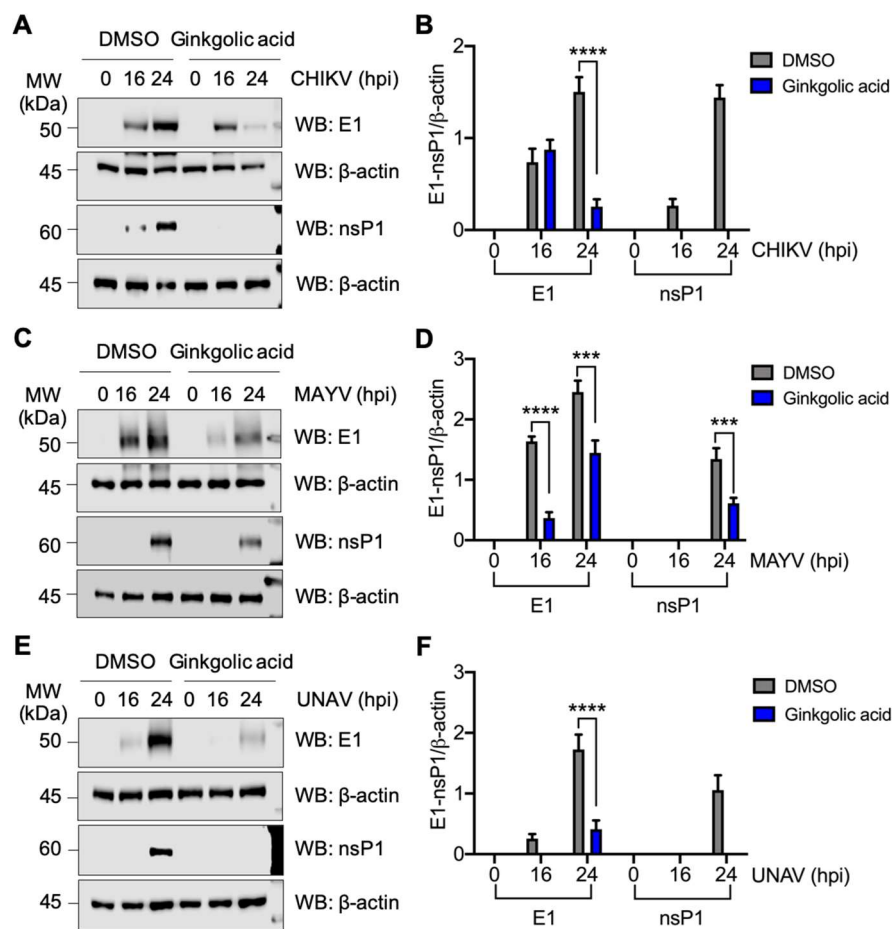 A
DMSO Ginkgolic acid
MW
(kDa)
0 16 24 0 16 24 CHIKV (hpi)
50 WB: E1
45 WB: β-actin
60 WB: nsP1
45 WB: β-actin
B
E1-nsP1/β-actin
2
1
0
****
DMSO
Ginkgolic acid
0 16 24 0 16 24 CHIKV (hpi)
E1 nsP1
C
DMSO Ginkgolic acid
MW
(kDa)
0 16 24 0 16 24 MAYV (hpi)
50 WB: E1
45 WB: β-actin
60 WB: nsP1
45 WB: β-actin
D
E1-nsP1/β-actin
3
2
1
0
**** *** ***
DMSO
Ginkgolic acid
0 16 24 0 16 24 MAYV (hpi)
E1 nsP1
E
DMSO Ginkgolic acid
MW
(kDa)
0 16 24 0 16 24 UNAV (hpi)
50 WB: E1
45 WB: β-actin
60 WB: nsP1
45 WB: β-actin
F
E1-nsP1/β-actin
3
2
1
0
****
DMSO
Ginkgolic acid
0 16 24 0 16 24 UNAV (hpi)
E1 nsP1